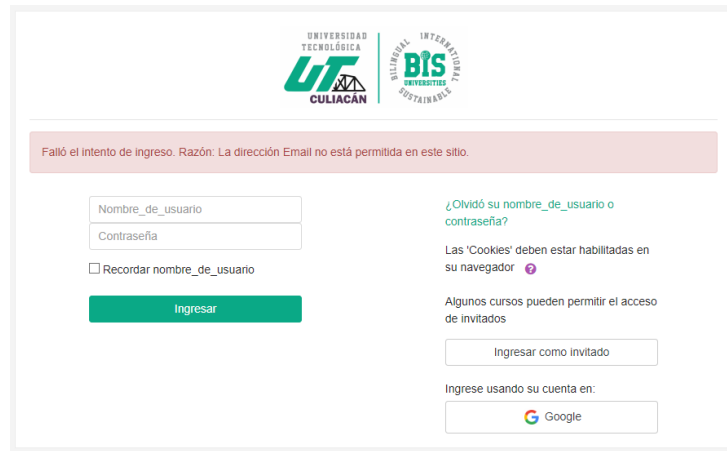 UNIVERSIDAD
TECNOLÓGICA
UT
CULIACÁN
BILINGUAL INTERNATIONAL SUSTAINABLE
BIS
UNIVERSITIES
Falló el intento de ingreso. Razón: La dirección Email no está permitida en este sitio.
Nombre_de_usuario
Contraseña
Recordar nombre_de_usuario
Ingresar
¿Olvidó su nombre_de_usuario o
contraseña?
Las 'Cookies' deben estar habilitadas en
su navegador ?
Algunos cursos pueden permitir el acceso
de invitados
Ingresar como invitado
Ingrese usando su cuenta en:
Google